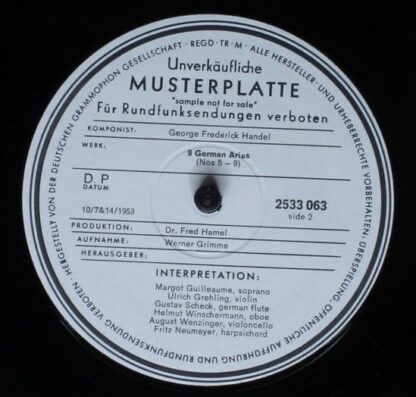 HERGESTELLT VON DER DEUTSCHEN GRAMMOPHON GESELLSCHAFT · REGD · TR · M · ALLE HERSTELLER- UND URHEBERRECHTE VORBEHALTEN · ÜBERSPIELUNG, ÖFFENTLICHE AUFFÜHRUNG UND RUNDFUNKSENDUNG VERBOTEN ·
Unverkäufliche
MUSTERPLATTE
"sample not for sale"
Für Rundfunksendungen verboten
KOMPONIST: George Frederick Handel
WERK: 9 German Arias
(Nos 5 - 9)
D P
DATUM
2533 063
side 2
10/7&14/1953
PRODUKTION: Dr. Fred Hamel
AUFNAHME: Werner Grimme
HERAUSGEBER:
INTERPRETATION:
Margot Guilleaume, soprano
Ulrich Grehling, violin
Gustav Scheck, german flute
Helmut Winschermann, oboe
August Wenzinger, violoncello
Fritz Neumeyer, harpsichord